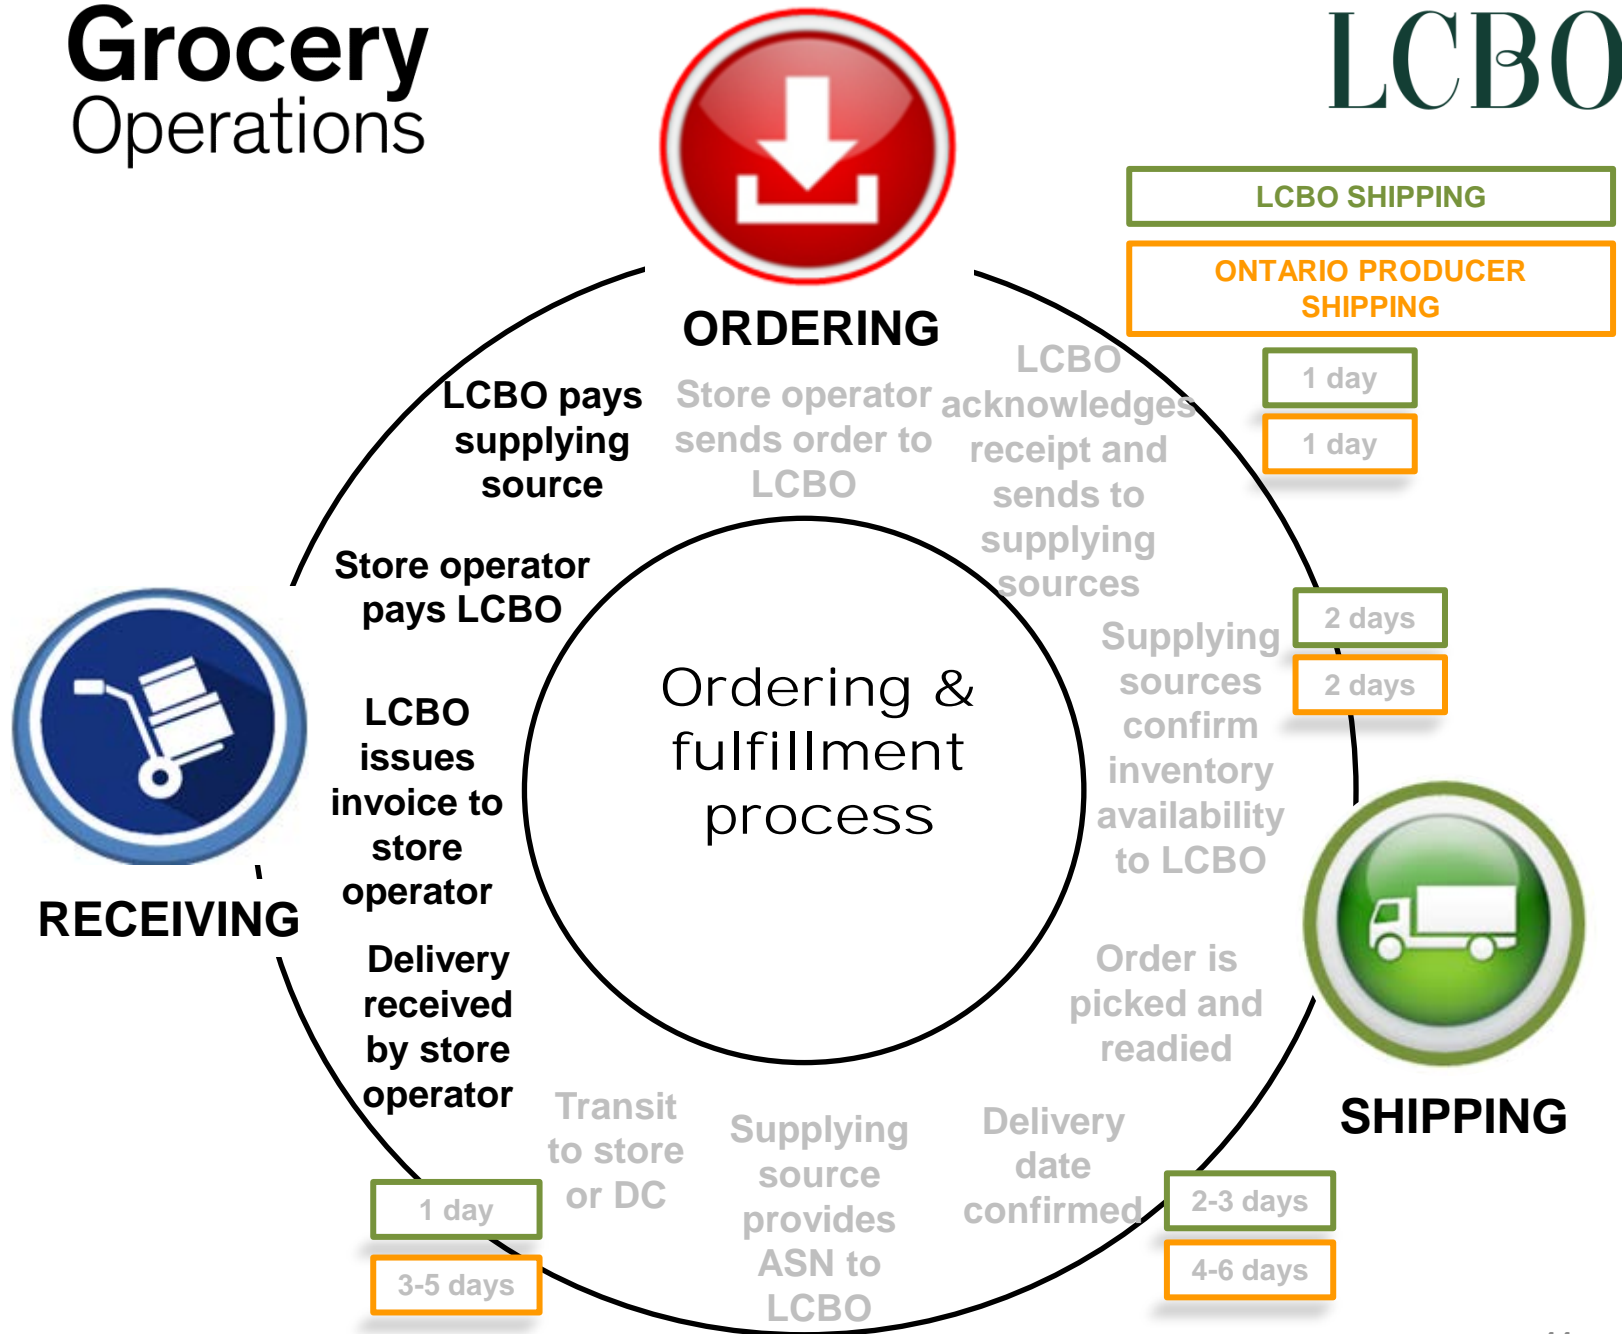 Grocery
Operations
LCBO
LCBO SHIPPING
ONTARIO PRODUCER
SHIPPING
ORDERING
Store operator
sends order to
LCBO
LCBO
acknowledges
receipt and
sends to
supplying
sources
1 day
1 day
Supplying
sources
confirm
inventory
availability
to LCBO
2 days
2 days
SHIPPING
Order is
picked and
readied
Delivery
date
confirmed
2-3 days
4-6 days
Supplying
source
provides
ASN to
LCBO
Transit
to store
or DC
1 day
3-5 days
RECEIVING
Delivery
received
by store
operator
LCBO
issues
invoice to
store
operator
Store operator
pays LCBO
LCBO pays
supplying
source
Ordering &
fulfillment
process